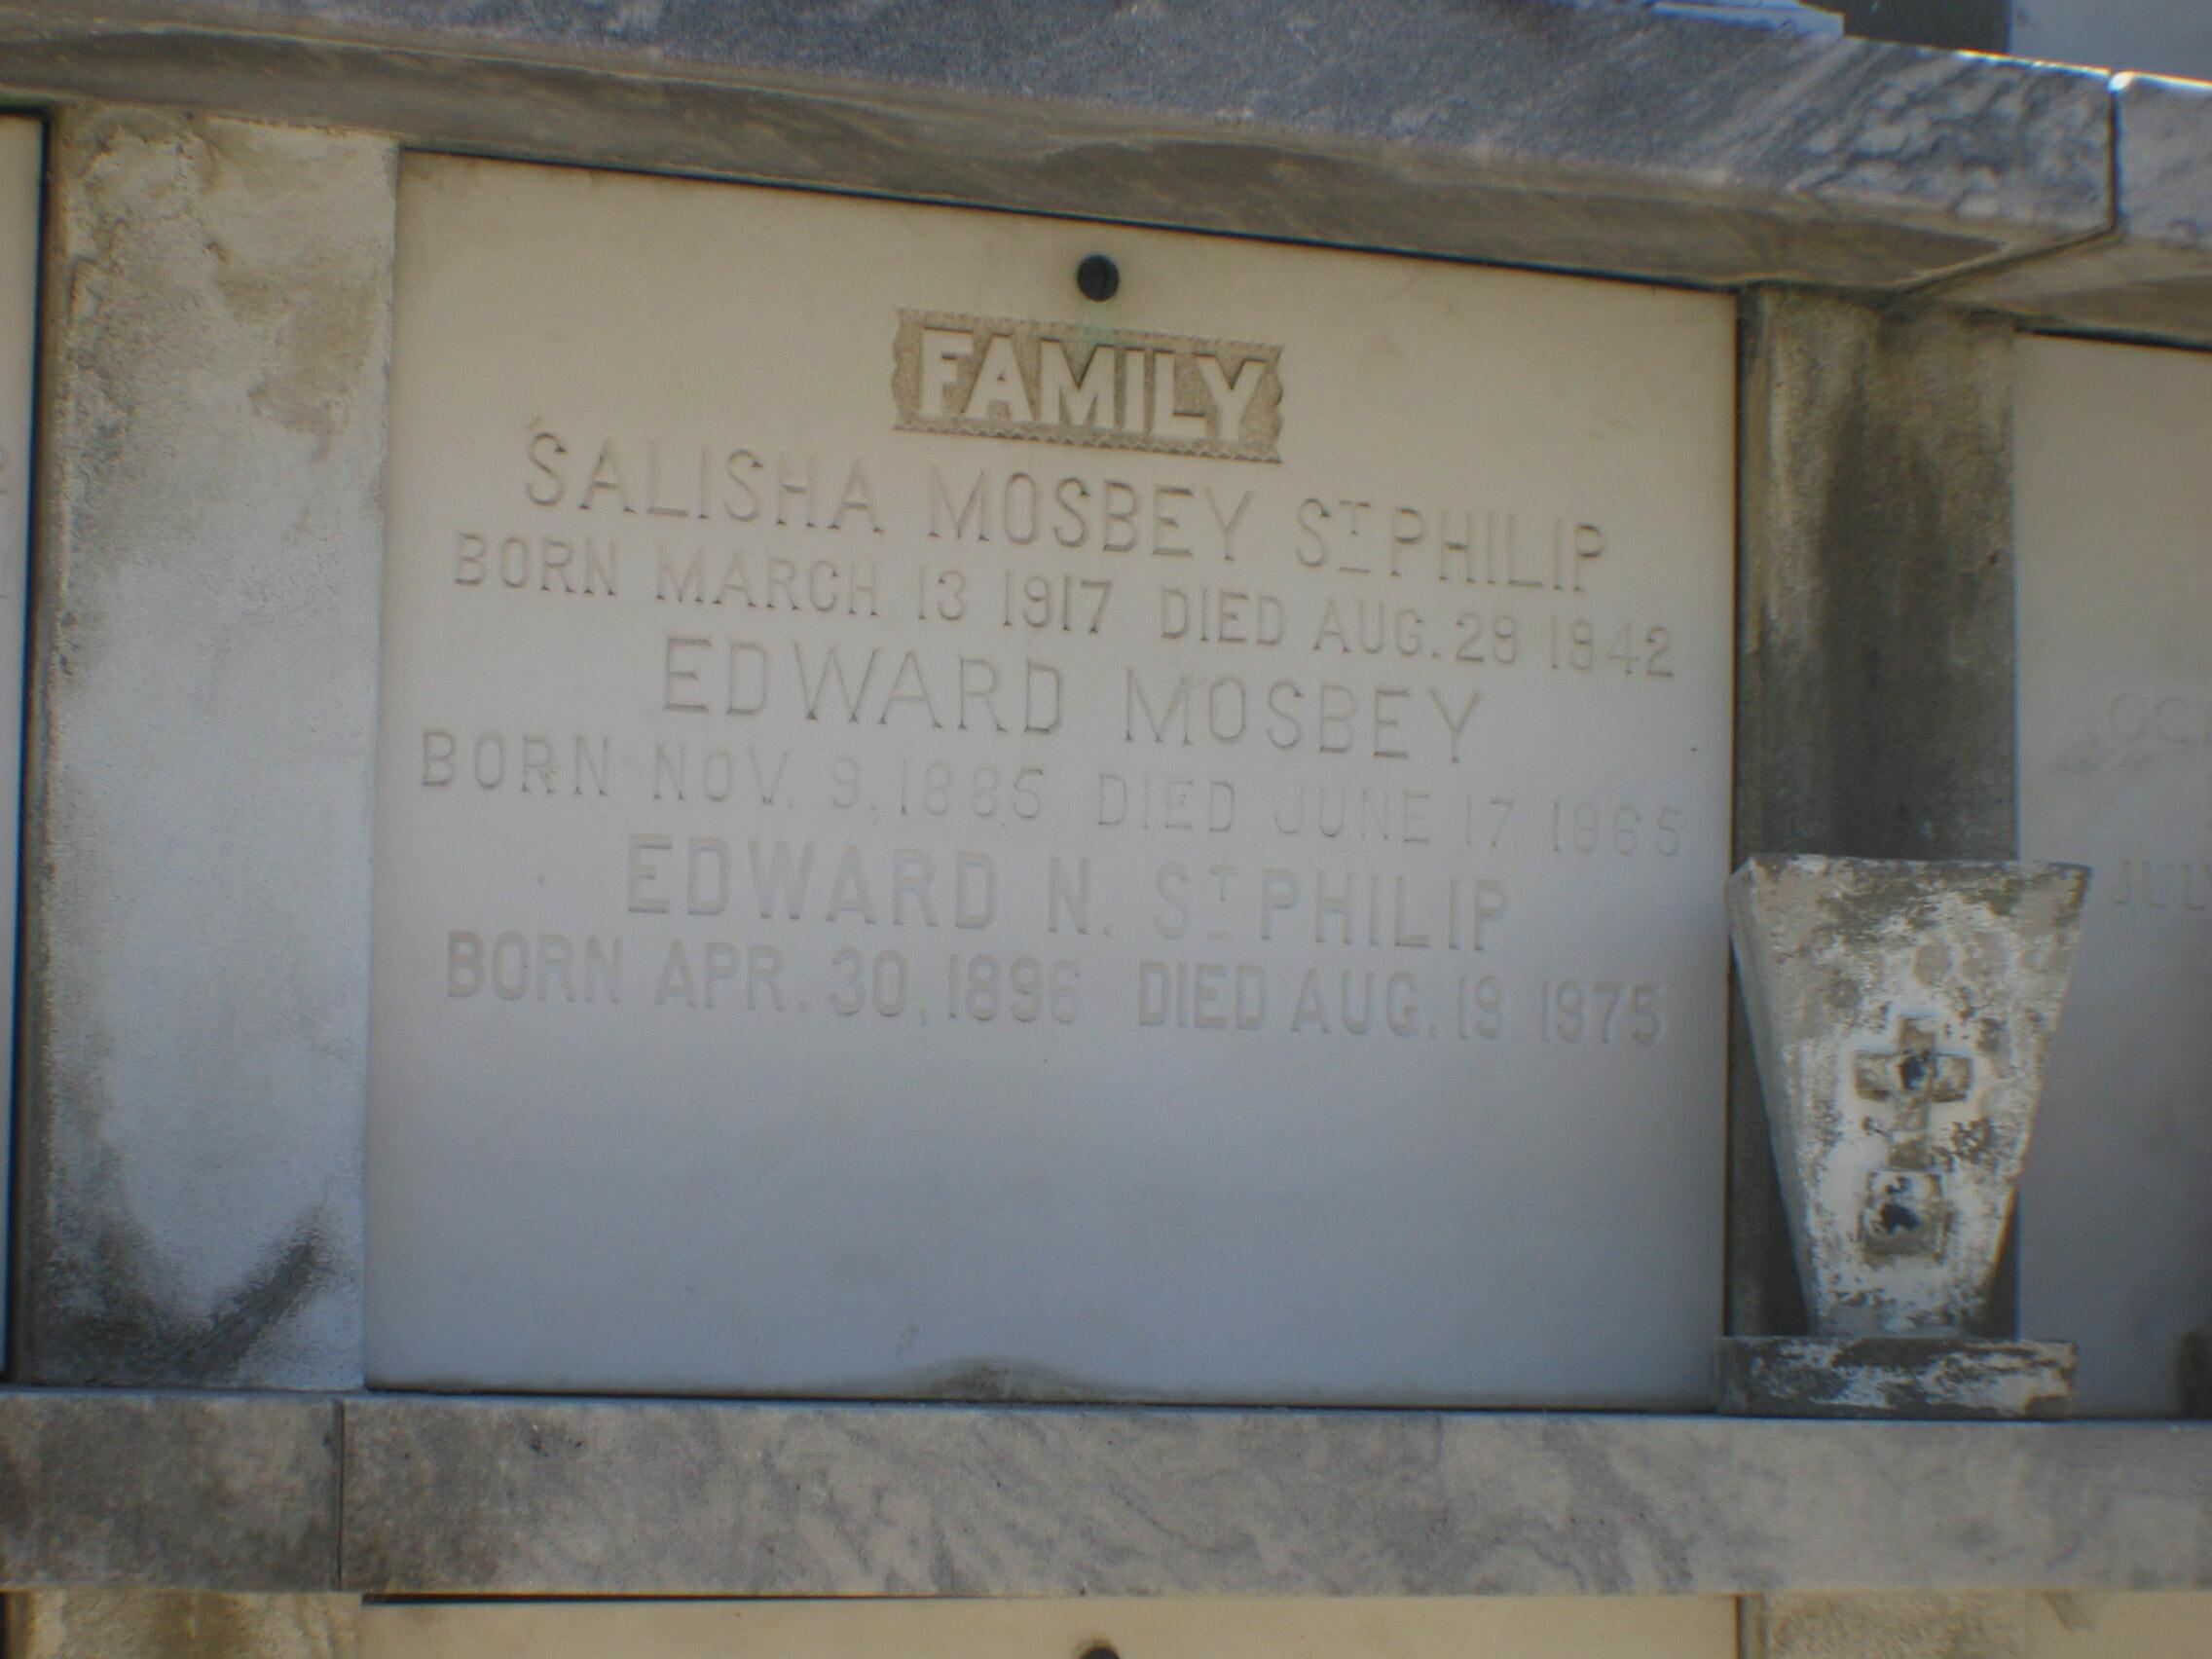 FAMILY
SALISHA MOSBEY ST PHILIP
BORN MARCH 13 1917 DIED AUG. 29 1942
EDWARD MOSBEY
BORN NOV. 9, 1885 DIED JUNE 17 1965
EDWARD N. ST PHILIP
BORN APR. 30, 1896 DIED AUG. 19 1975